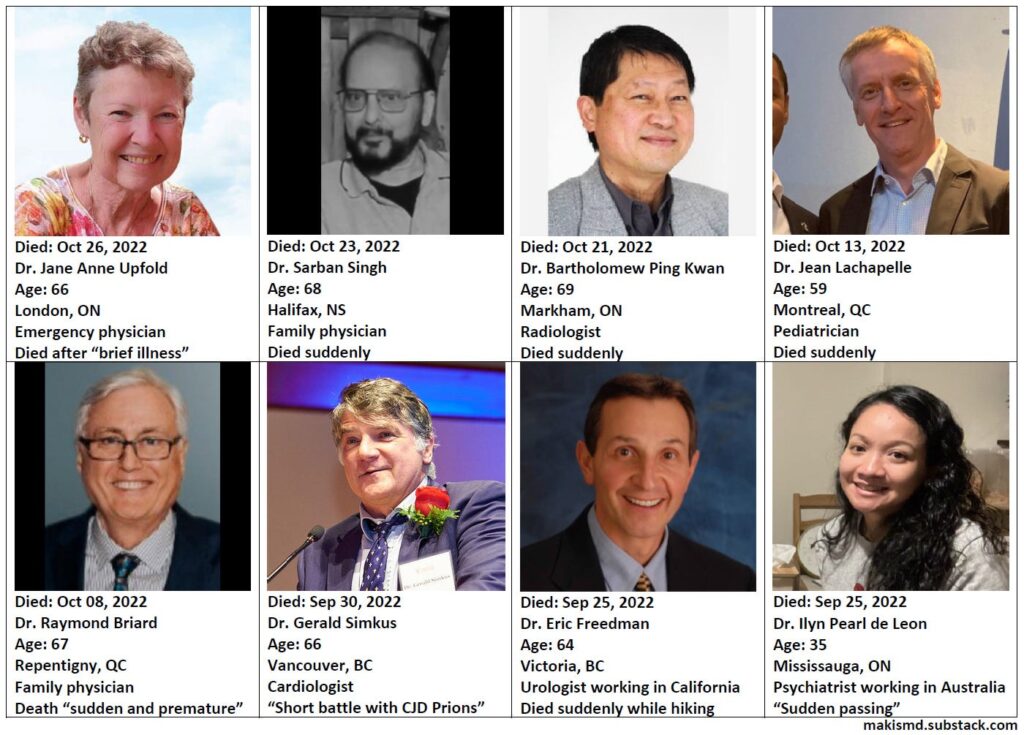 Died: Oct 26, 2022
Dr. Jane Anne Upfold
Age: 66
London, ON
Emergency physician
Died after “brief illness”
Died: Oct 23, 2022
Dr. Sarban Singh
Age: 68
Halifax, NS
Family physician
Died suddenly
Died: Oct 21, 2022
Dr. Bartholomew Ping Kwan
Age: 69
Markham, ON
Radiologist
Died suddenly
Died: Oct 13, 2022
Dr. Jean Lachapelle
Age: 59
Montreal, QC
Pediatrician
Died suddenly
Died: Oct 08, 2022
Dr. Raymond Briard
Age: 67
Repentigny, QC
Family physician
Death “sudden and premature”
Dr. Gerald Simkus
Died: Sep 30, 2022
Dr. Gerald Simkus
Age: 66
Vancouver, BC
Cardiologist
“Short battle with CJD Prions”
Died: Sep 25, 2022
Dr. Eric Freedman
Age: 64
Victoria, BC
Urologist working in California
Died suddenly while hiking
Died: Sep 25, 2022
Dr. Ilyn Pearl de Leon
Age: 35
Mississauga, ON
Psychiatrist working in Australia
“Sudden passing”
makismd.substack.com